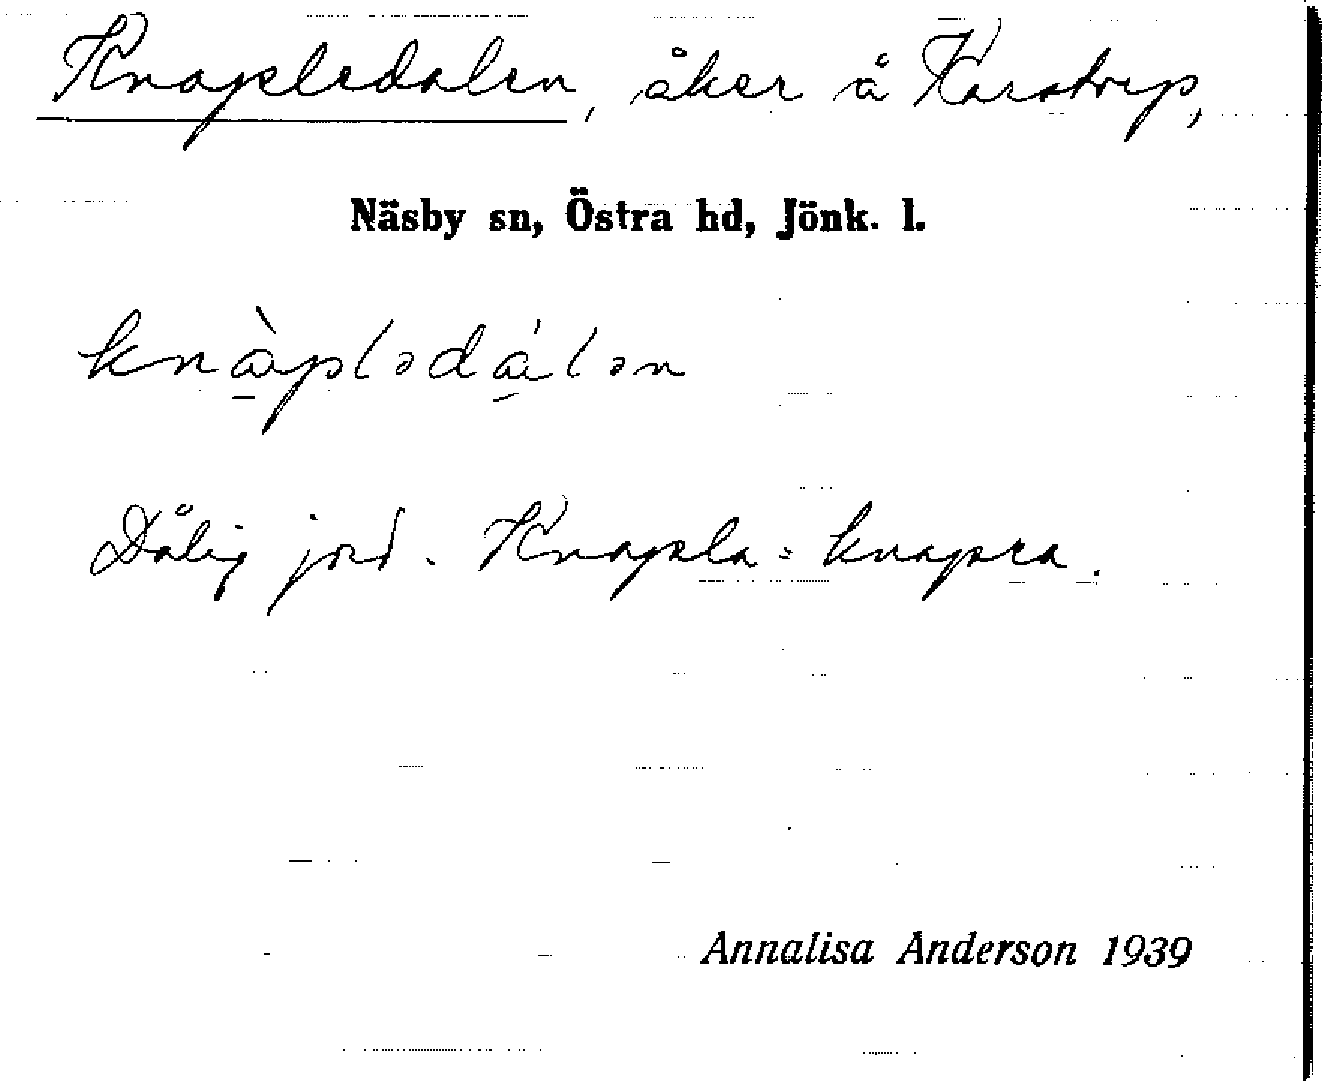 Knapledalen, åker å Karstorp,
Näsby sn, Östra hd, Jönk. l.
knàplədálən
Dålig jord. Knapla = knapra.
Annalisa Anderson 1939